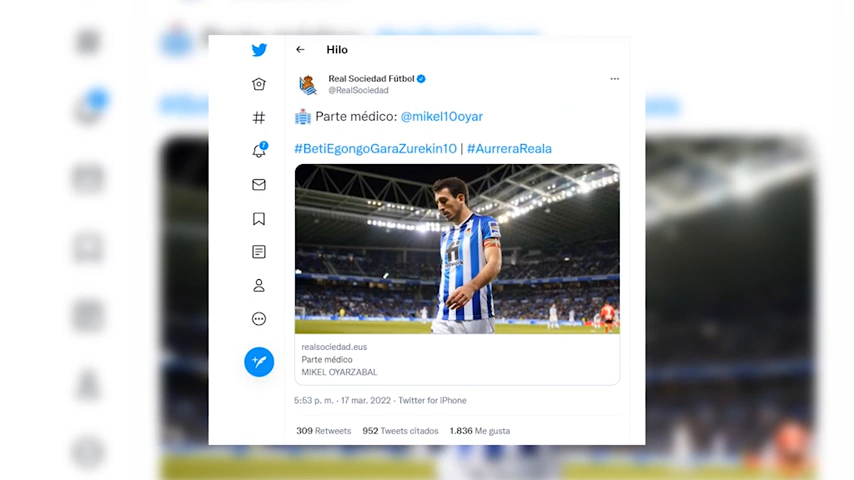 Hilo
Real Sociedad Fútbol
@RealSociedad
Parte médico: @mikel10oyar
#BetiEgongoGaraZurekin10 | #AurreraReala
realsociedad.eus
Parte médico
MIKEL OYARZABAL
5:53 p. m. · 17 mar. 2022 · Twitter for iPhone
309 Retweets 952 Tweets citados 1.836 Me gusta